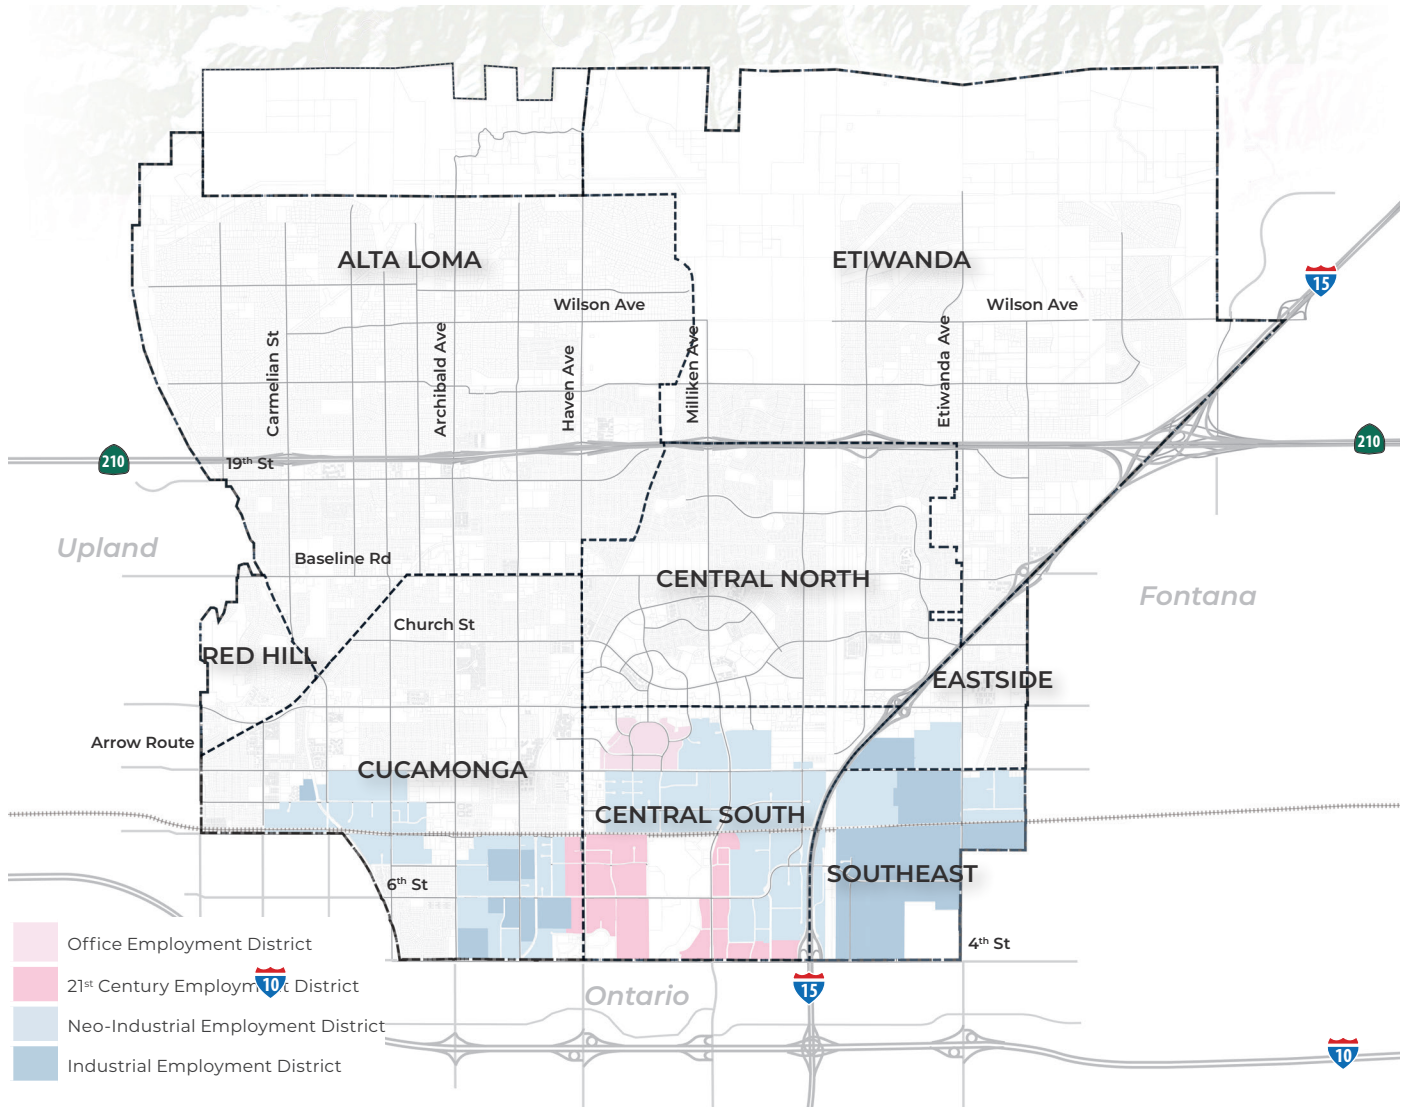 ALTA LOMA
ETIWANDA
15
Wilson Ave
Wilson Ave
Carmelian St
Archibald Ave
Haven Ave
Milliken Ave
Etiwanda Ave
210
19th St
210
Upland
Baseline Rd
CENTRAL NORTH
Fontana
Church St
RED HILL
EASTSIDE
Arrow Route
CUCAMONGA
CENTRAL SOUTH
SOUTHEAST
6th St
4th St
Office Employment District
21st Century Employment District
10
Ontario
15
Neo-Industrial Employment District
Industrial Employment District
10